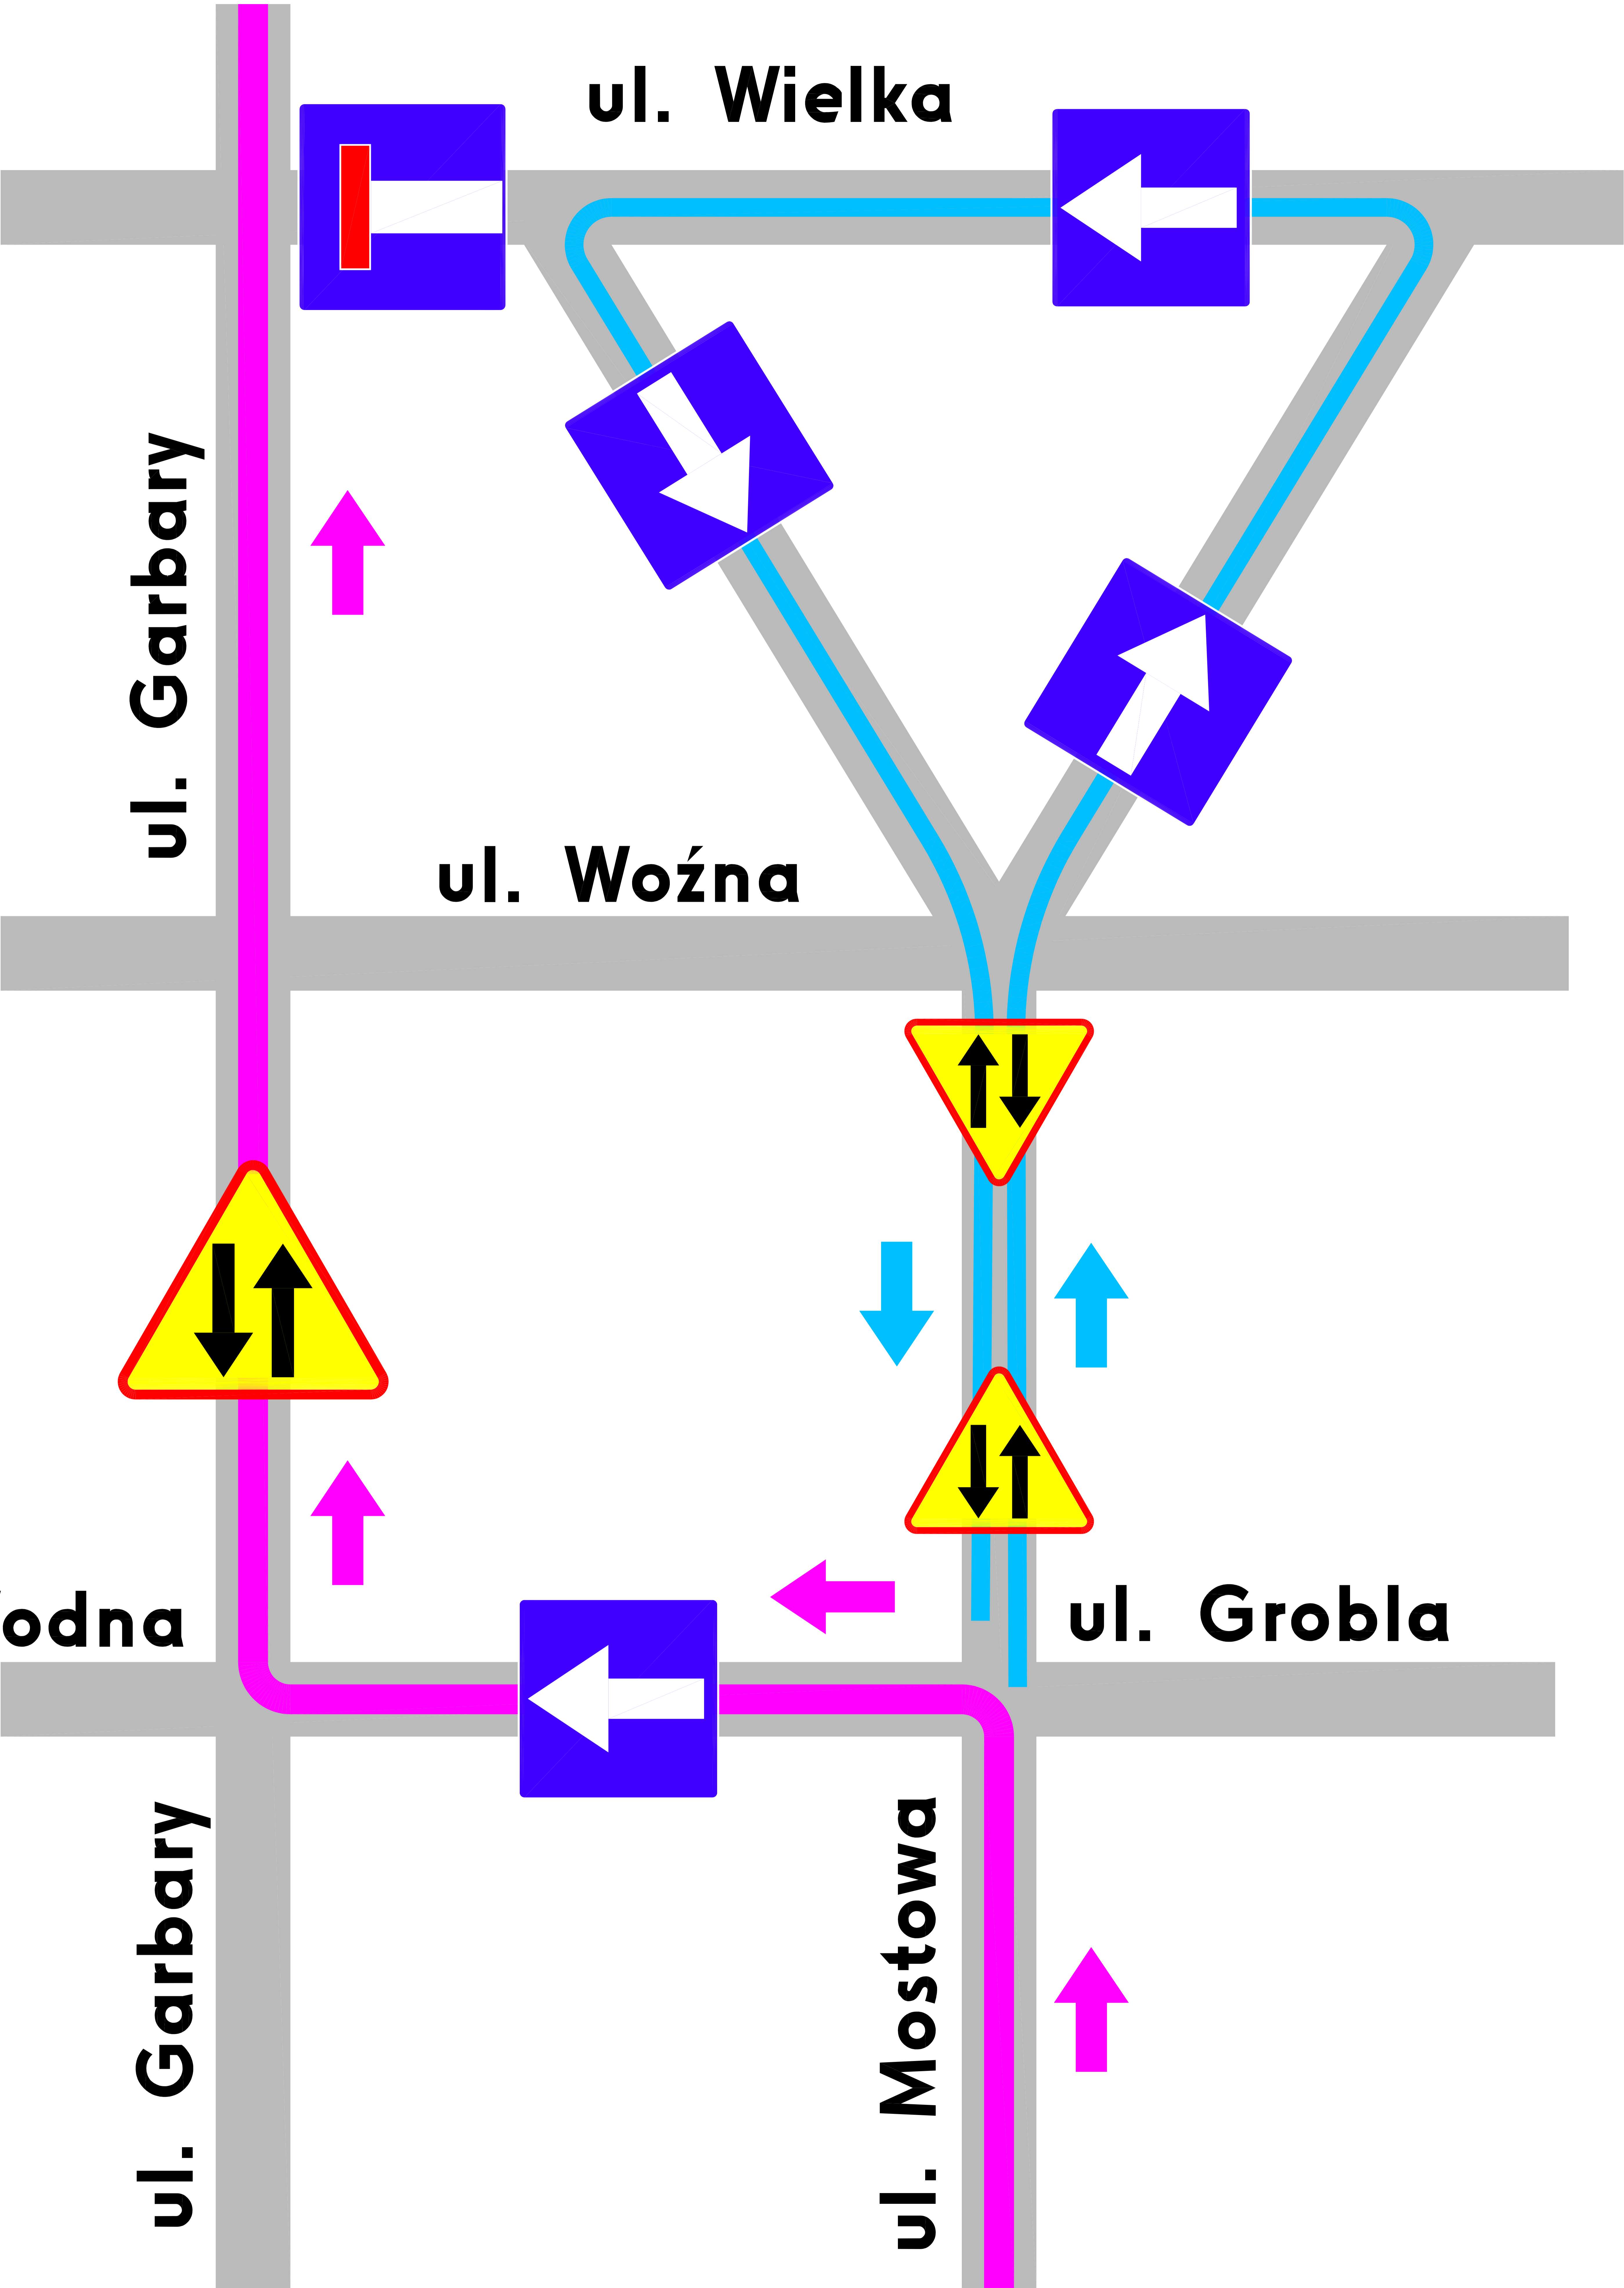 ul. Wielka
ul. Garbary
ul. Woźna
odna
ul. Grobla
ul. Garbary
ul. Mostowa